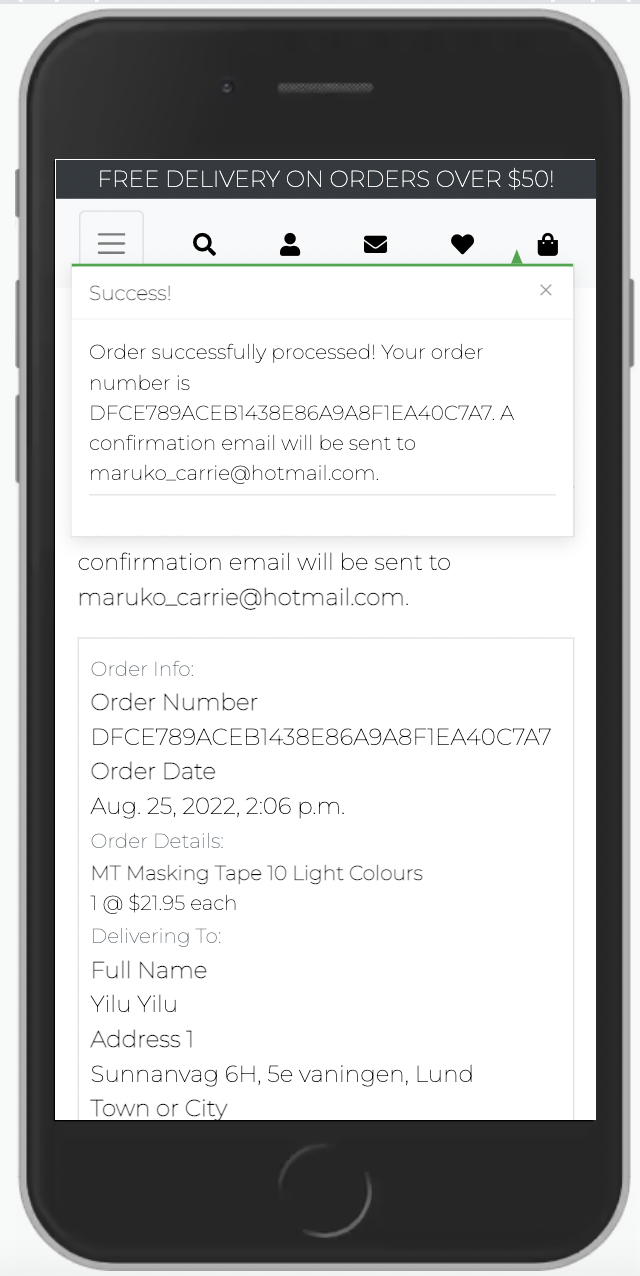 FREE DELIVERY ON ORDERS OVER $50!
Success!
×
Order successfully processed! Your order
number is
DFCE789ACEB1438E86A9A8F1EA40C7A7. A
confirmation email will be sent to
maruko_carrie@hotmail.com.
confirmation email will be sent to
maruko_carrie@hotmail.com.
Order Info:
Order Number
DFCE789ACEB1438E86A9A8F1EA40C7A7
Order Date
Aug. 25, 2022, 2:06 p.m.
Order Details:
MT Masking Tape 10 Light Colours
1 @ $21.95 each
Delivering To:
Full Name
Yilu Yilu
Address 1
Sunnanvag 6H, 5e vaningen, Lund
Town or City